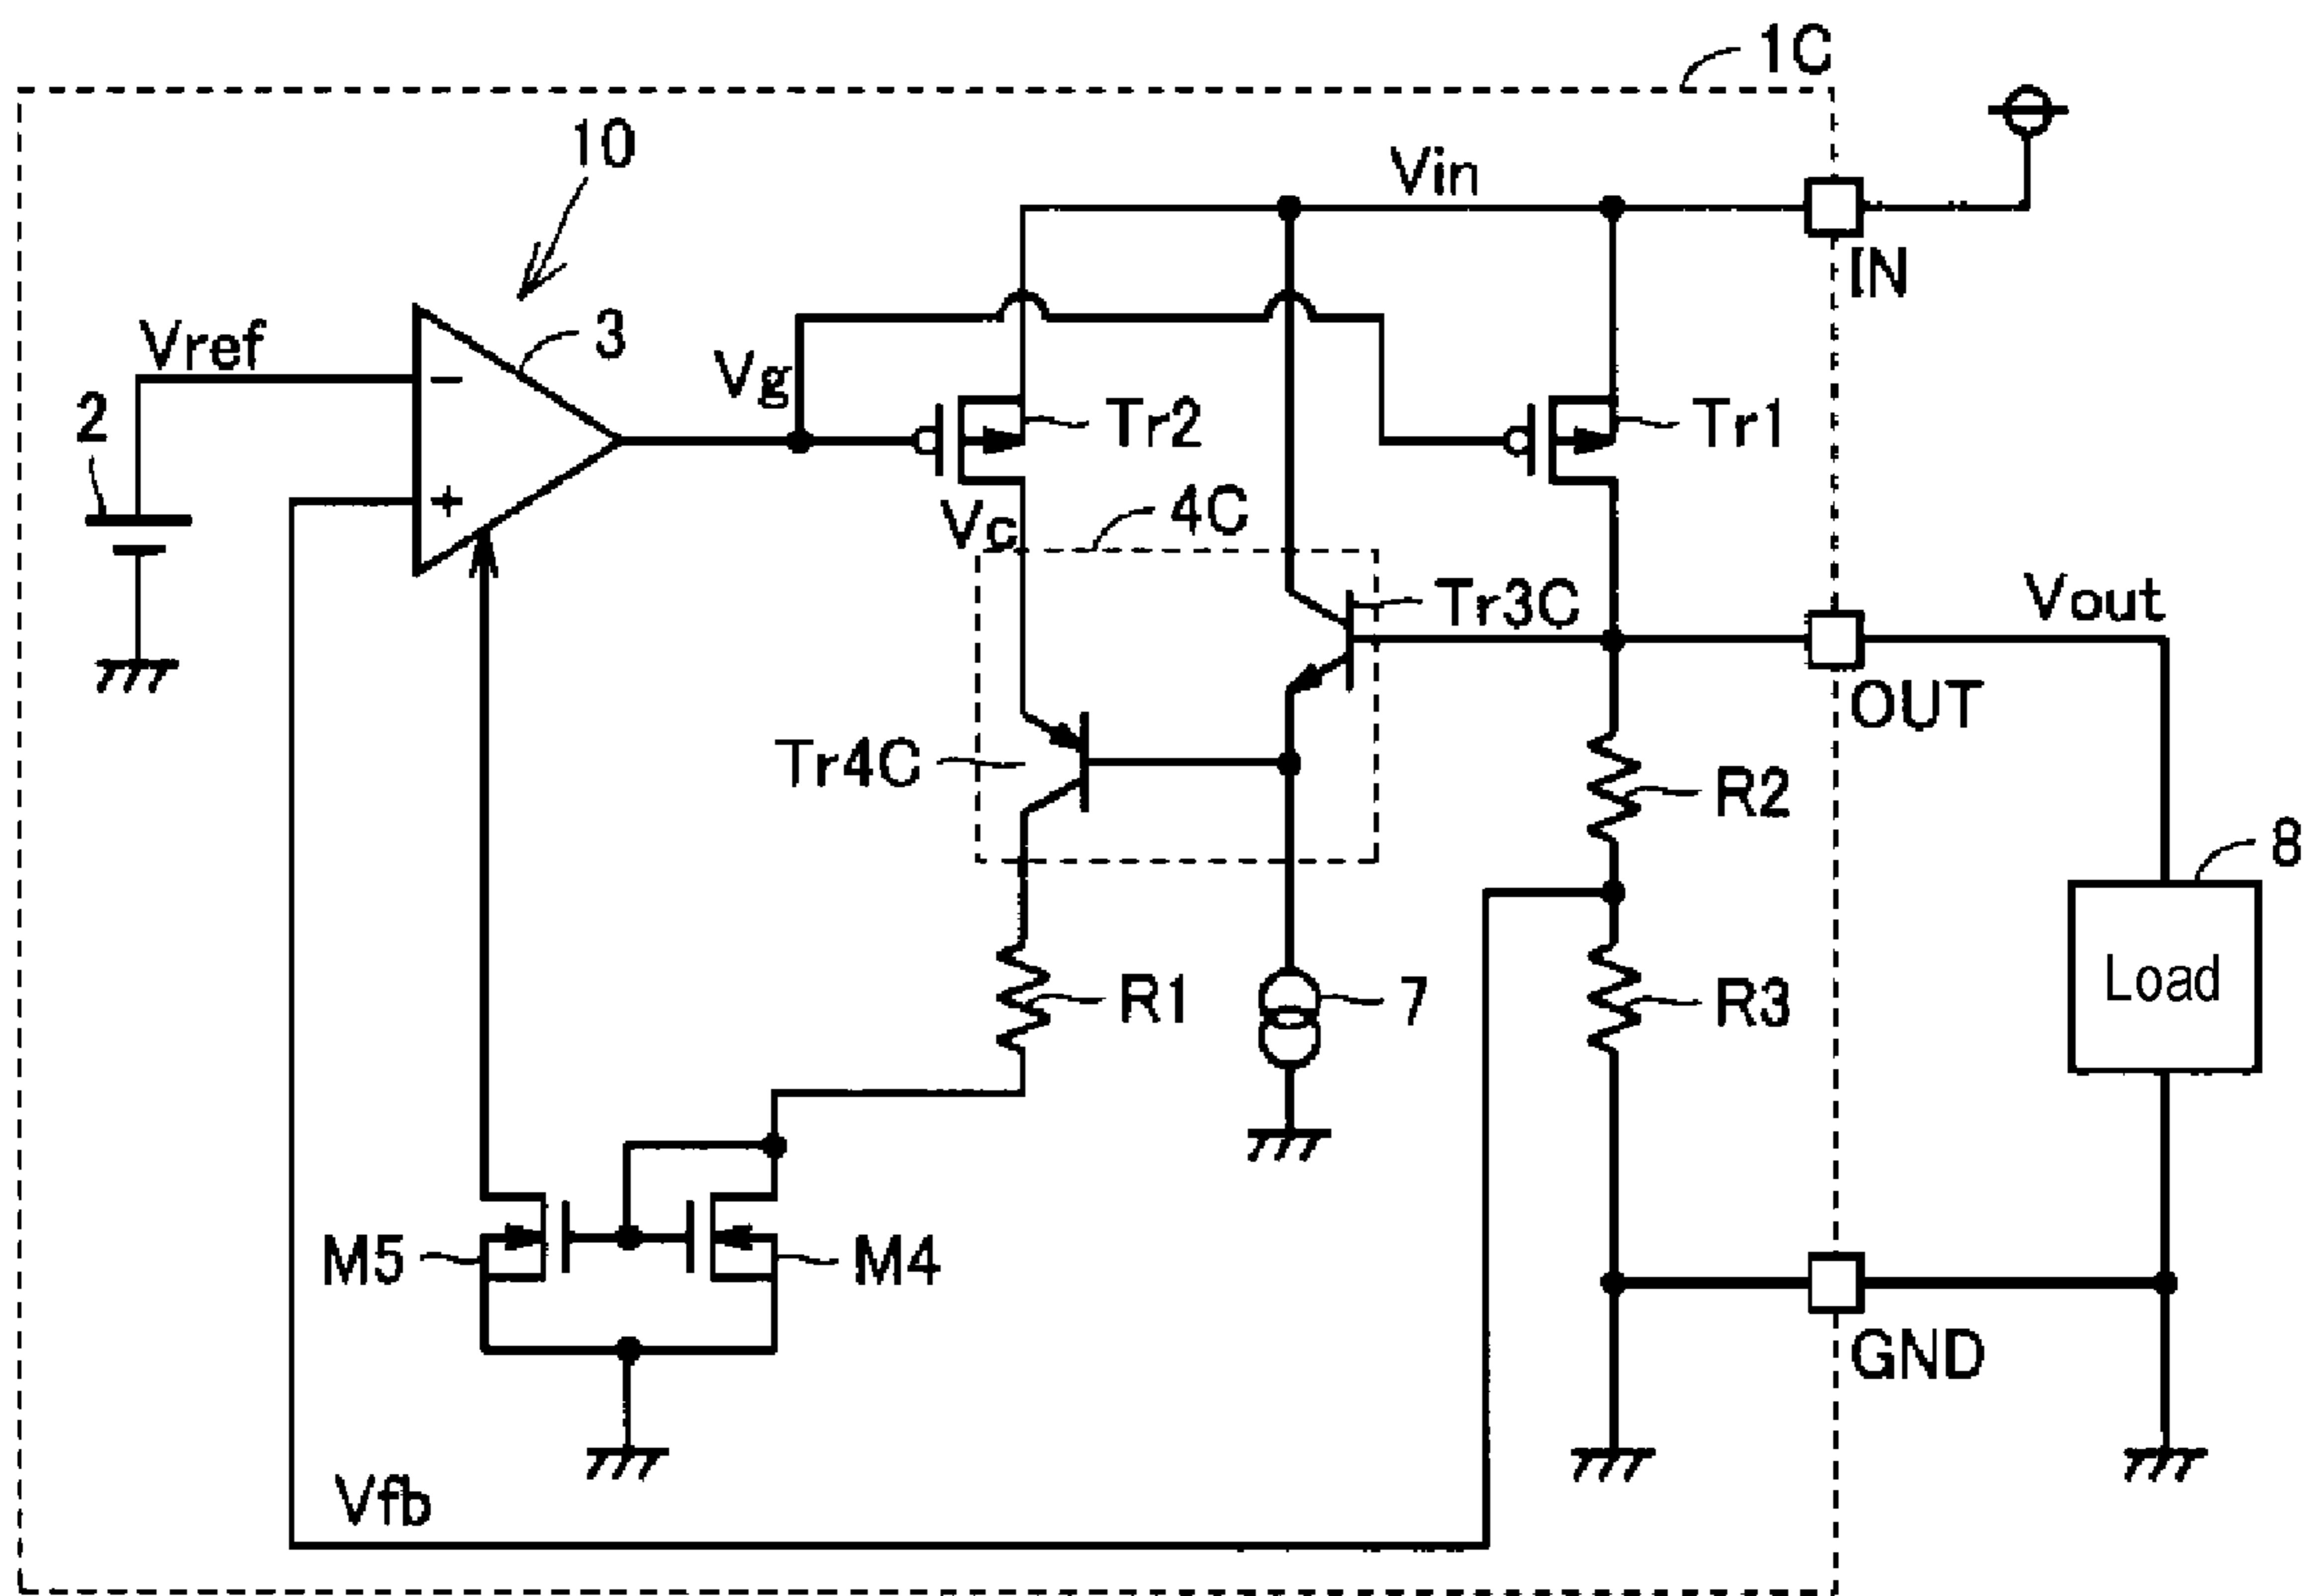 1C
10
Vin
IN
Vref
3
Vg
2
Tr2
Tr1
−
+
Vc
4C
Tr3C
Vout
OUT
Tr4C
R2
8
Load
R1
7
R3
M5
M4
GND
Vfb